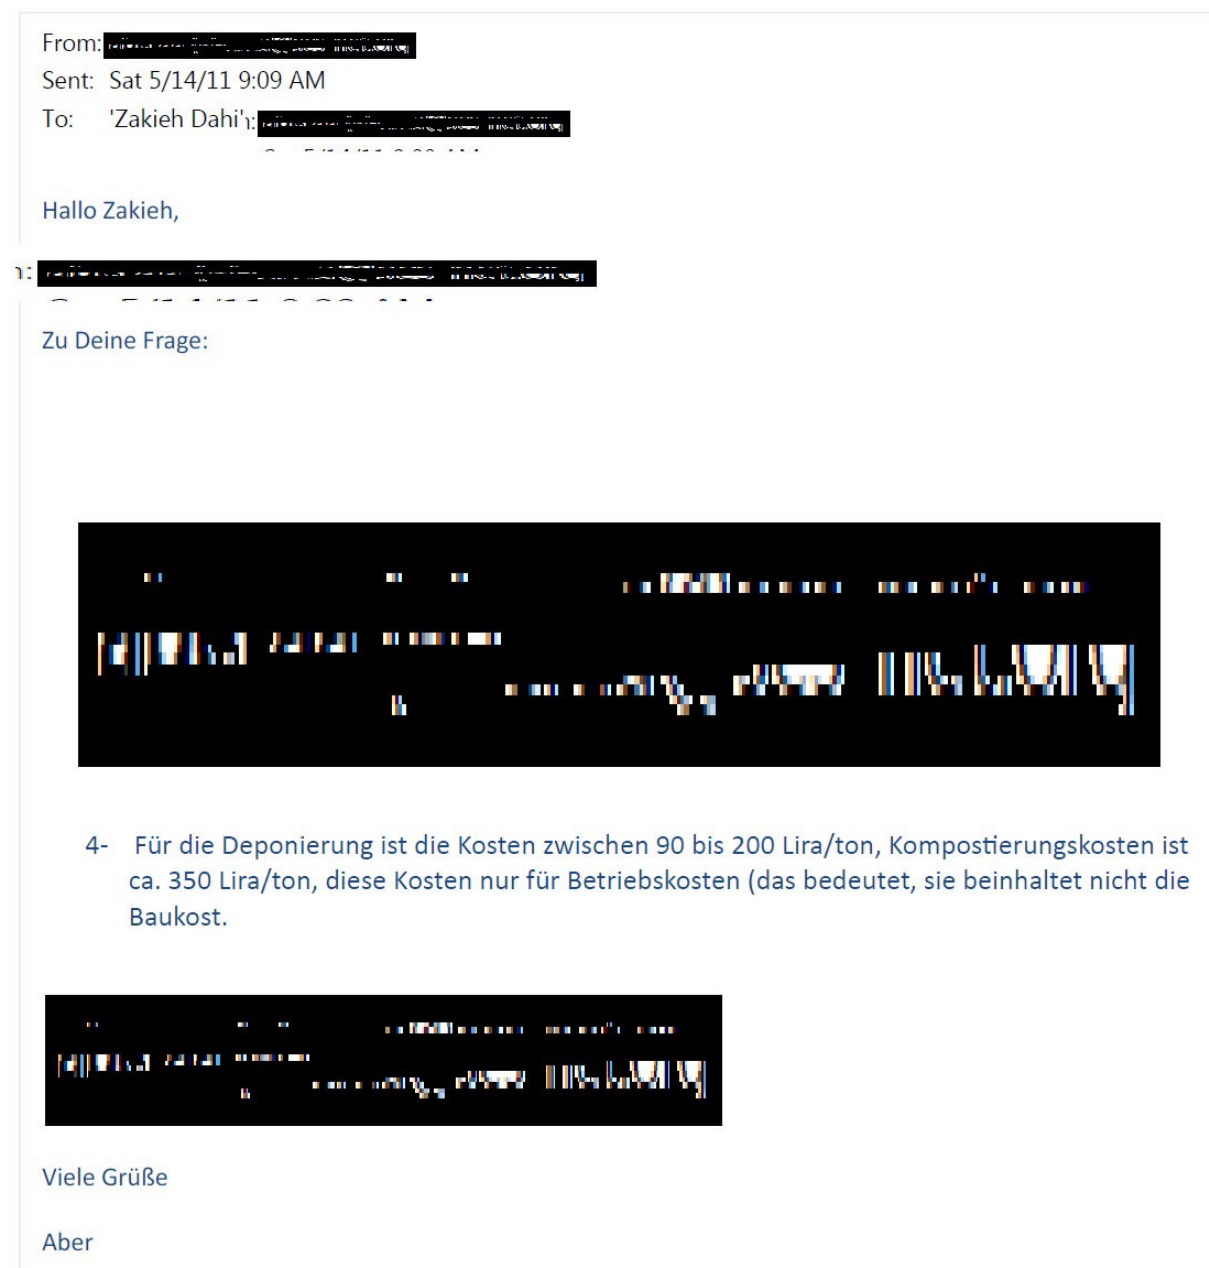 From:
Sent: Sat 5/14/11 9:09 AM
To: 'Zakieh Dahi'
Hallo Zakieh,
Zu Deine Frage:
4- Für die Deponierung ist die Kosten zwischen 90 bis 200 Lira/ton, Kompostierungskosten ist
ca. 350 Lira/ton, diese Kosten nur für Betriebskosten (das bedeutet, sie beinhaltet nicht die
Baukost.
Viele Grüße
Aber